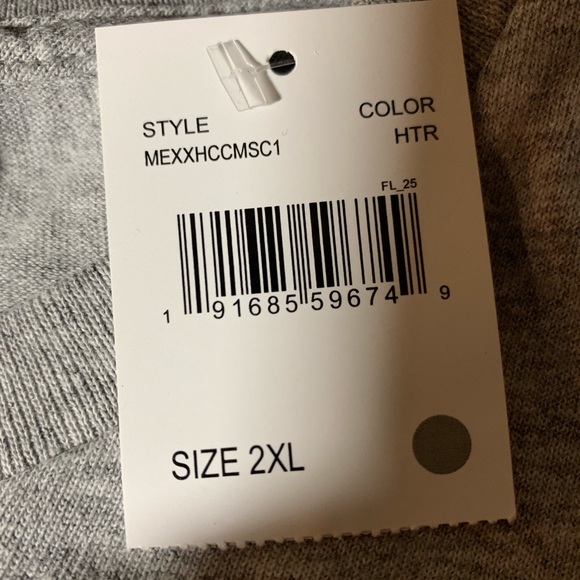 STYLE COLOR
MEXXHCCMSC1 HTR
FL_25
1 91685 59674 9
SIZE 2XL